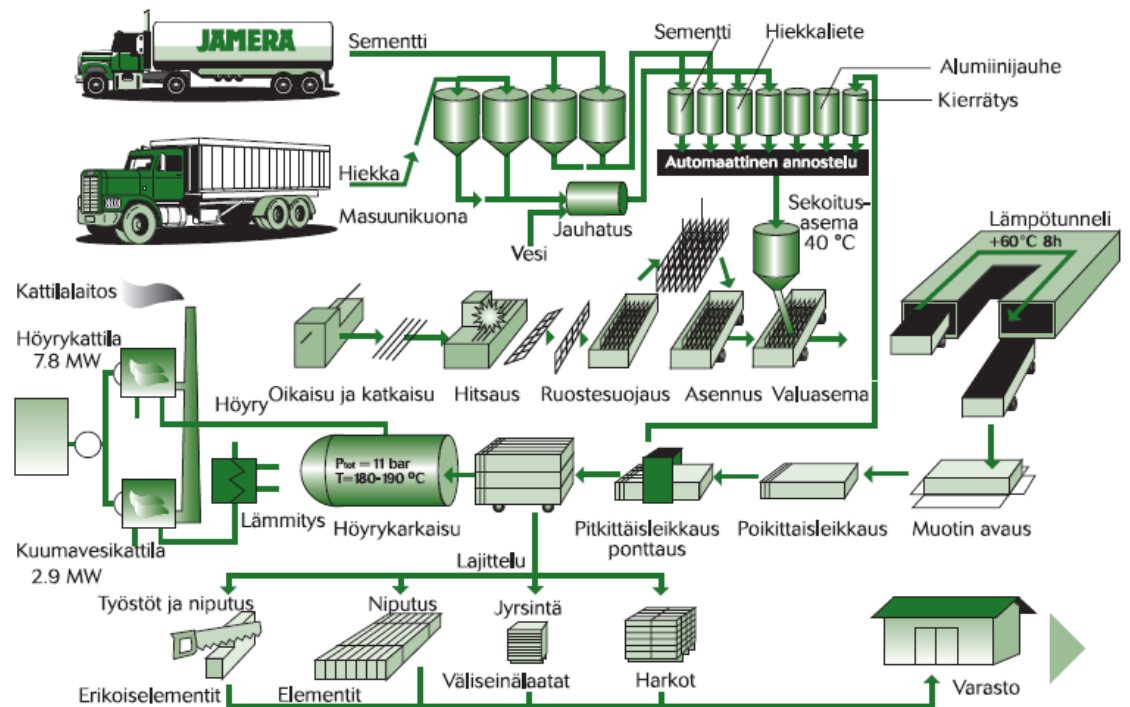 JÄMERÄ
Sementti
Sementti
Hiekkaliete
Alumiinijauhe
Kierrätys
Automaattinen annostelu
Hiekka
Masuunikuona
Vesi
Jauhatus
Sekoitus-
asema
40 °C
Lämpötunneli
+60°C 8h
Kattilalaitos
Höyrykattila
7.8 MW
Oikaisu ja katkaisu
Hitsaus
Ruostesuojaus
Asennus
Valuasema
Höyry
Ptot = 11 bar
T=180-190 °C
Höyrykarkaisu
Lämmitys
Kuumavesikattila
2.9 MW
Pitkittäisleikkaus
ponttaus
Poikittaisleikkaus
Muotin avaus
Lajittelu
Työstöt ja niputus
Niputus
Jyrsintä
Erikoiselementit
Elementit
Väliseinälaatat
Harkot
Varasto